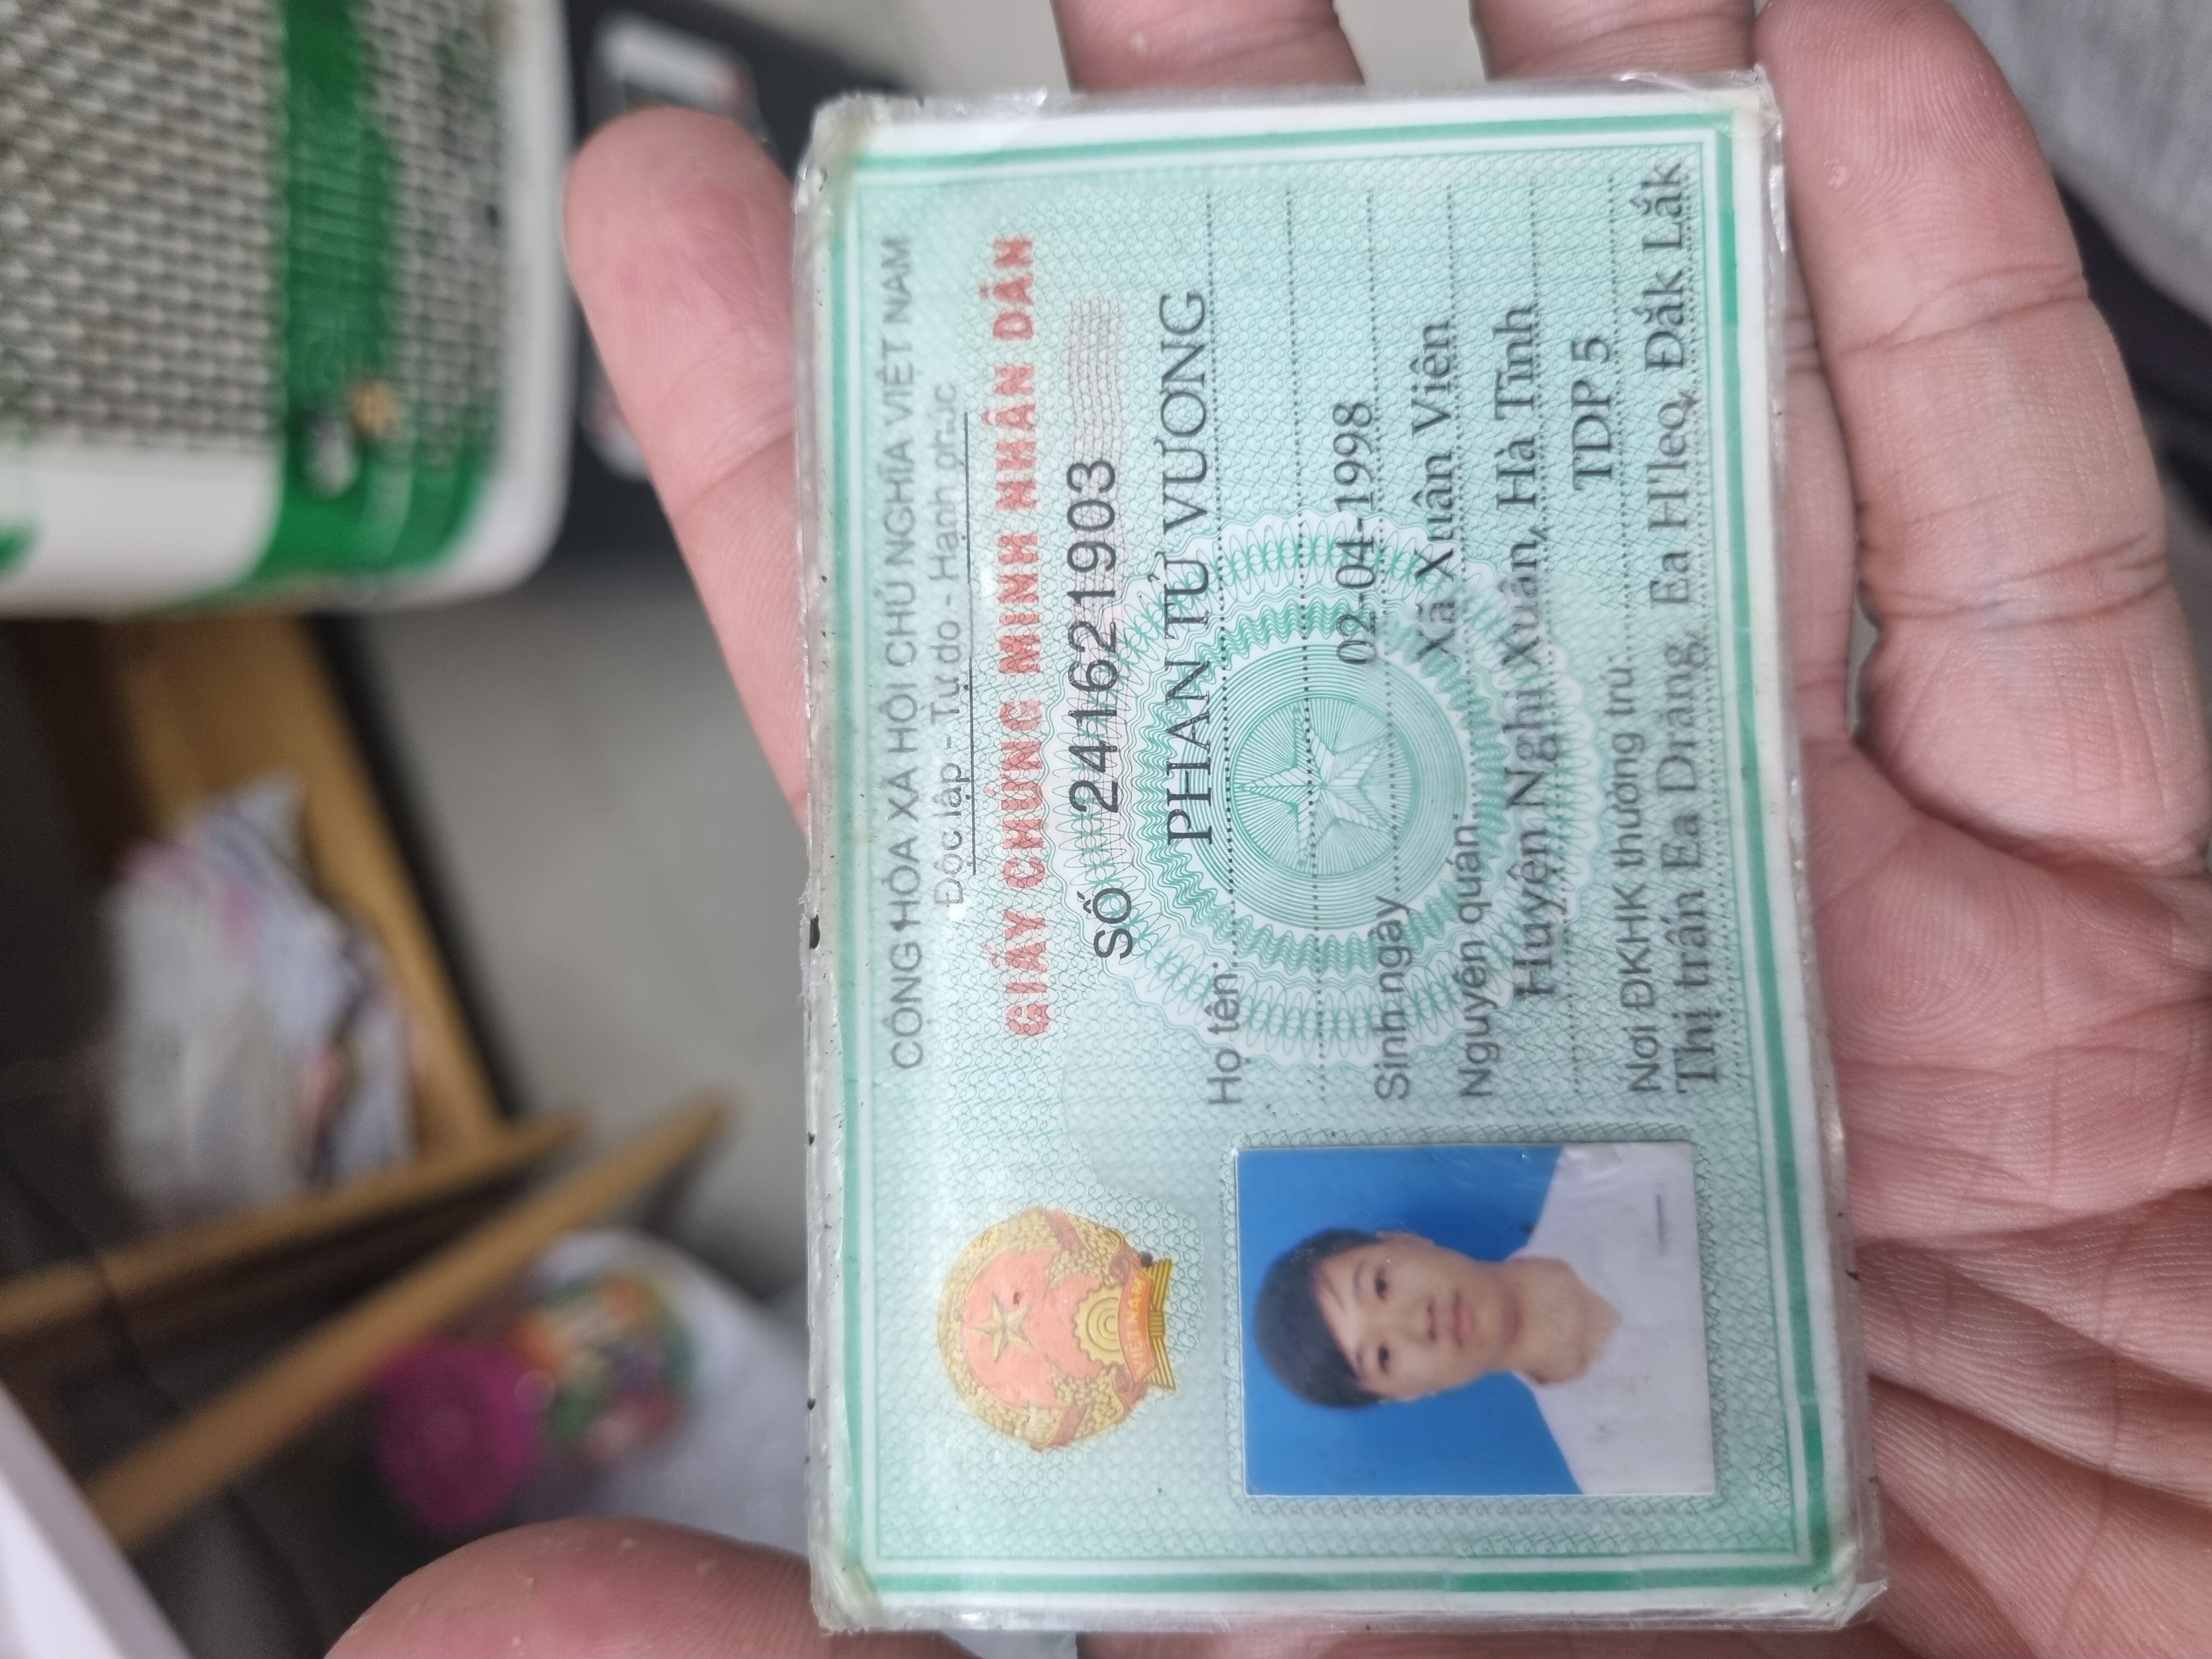 CỘNG HÒA XÃ HỘI CHỦ NGHĨA VIỆT NAM
Độc lập - Tự do - Hạnh phúc
GIẤY CHỨNG MINH NHÂN DÂN
SỐ 241621903
Họ tên PHAN TỬ VƯƠNG
Sinh ngày 02-04-1998
Nguyên quán Xã Xuân Viên
Huyện Nghi Xuân, Hà Tĩnh
Nơi ĐKHK thường trú TDP 5
Thị trấn Ea Drăng, Ea H'leo, Đắk Lắk
VIỆT NAM